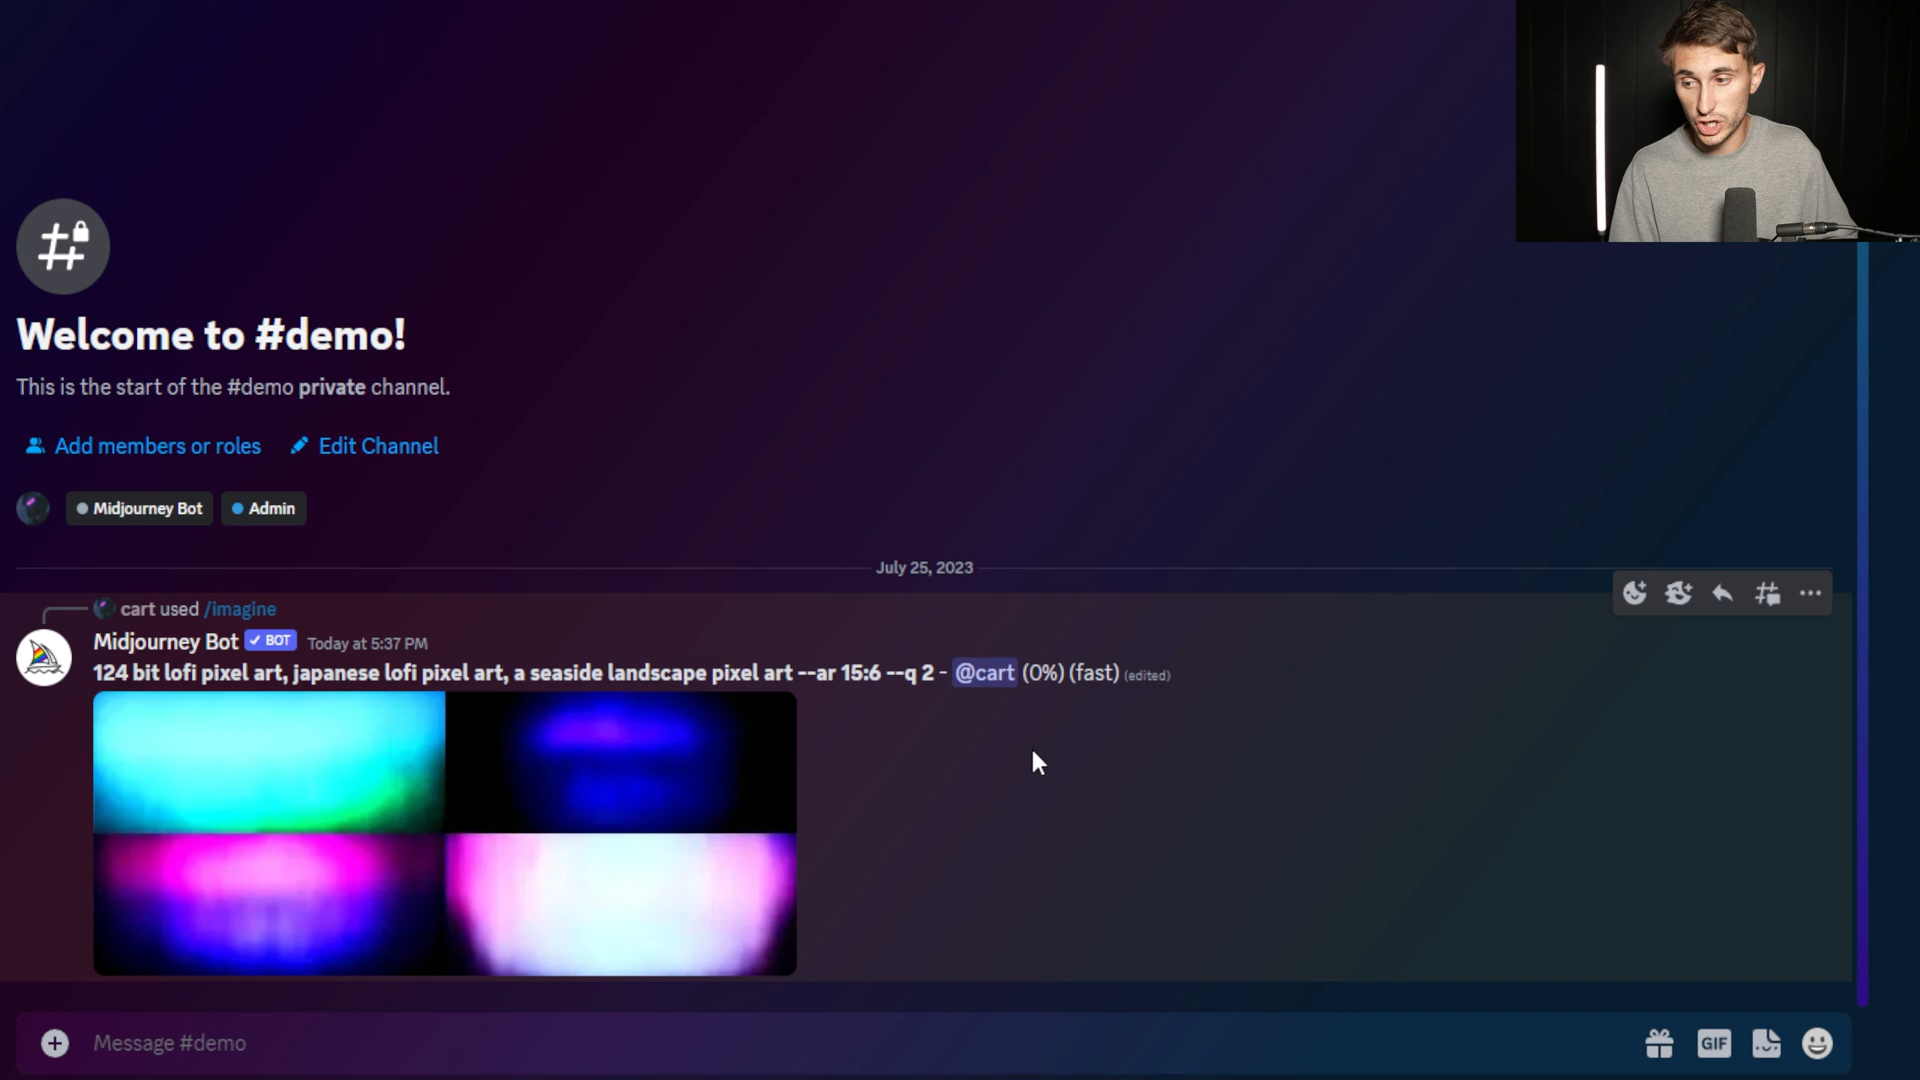 Welcome to #demo!
This is the start of the #demo private channel.
Add members or roles Edit Channel
Midjourney Bot Admin
July 25, 2023
cart used /imagine
Midjourney Bot BOT Today at 5:37 PM
124 bit lofi pixel art, japanese lofi pixel art, a seaside landscape pixel art --ar 15:6 --q 2 - @cart (0%) (fast) (edited)
Message #demo GIF